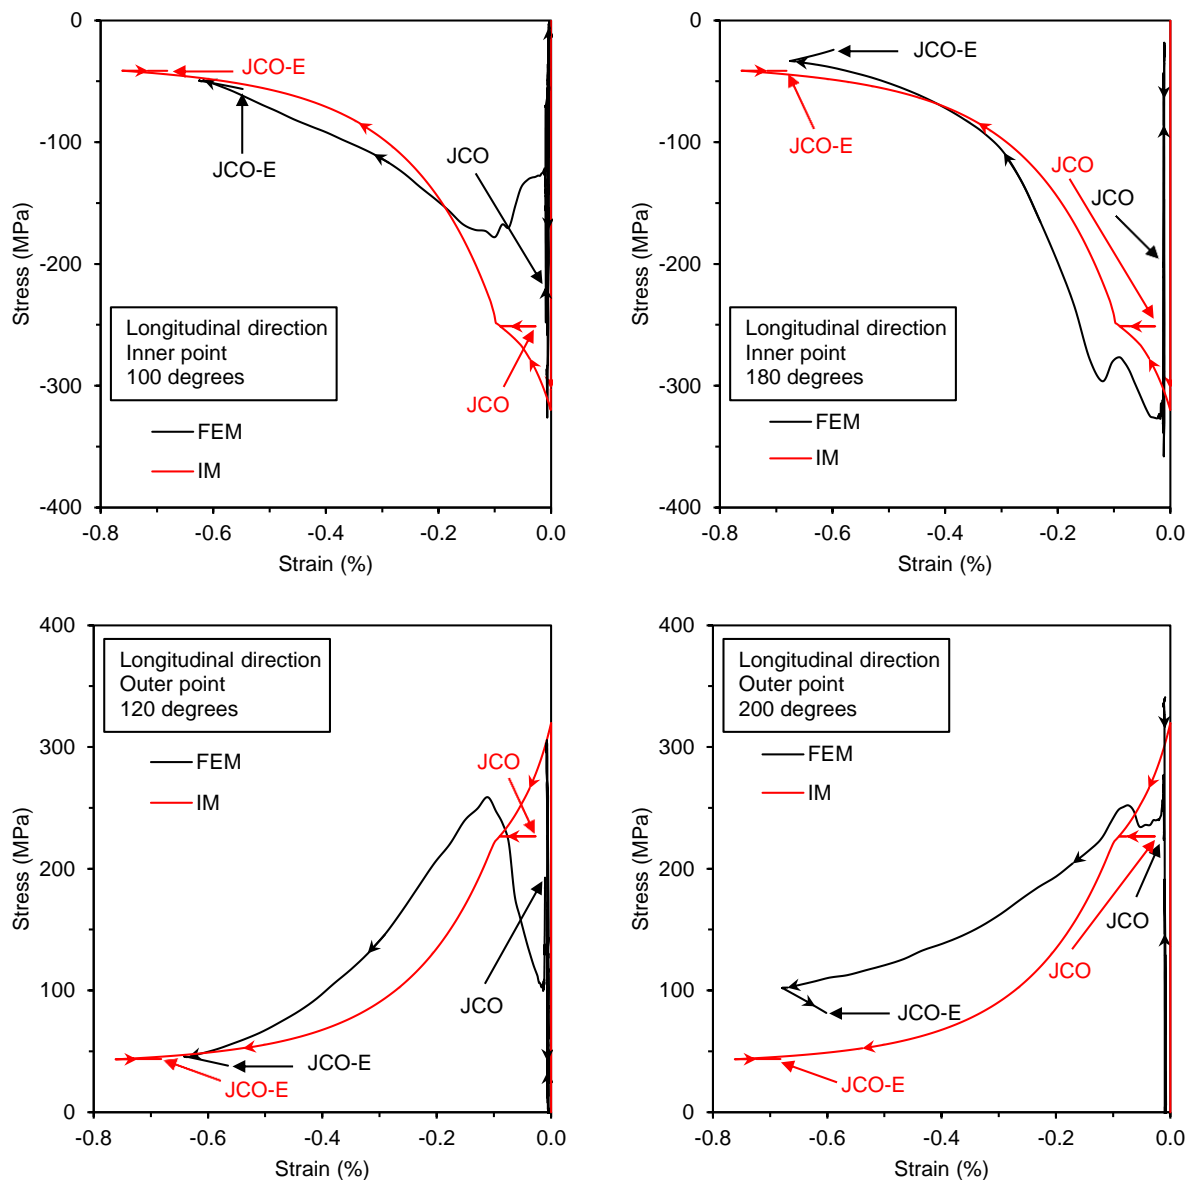 0
-100
-200
-300
-400
Stress (MPa)
-0.8
-0.6
-0.4
-0.2
0.0
Strain (%)
JCO-E
JCO-E
JCO
JCO
Longitudinal direction
Inner point
100 degrees
FEM
IM
0
-100
-200
-300
-400
Stress (MPa)
-0.8
-0.6
-0.4
-0.2
0.0
Strain (%)
JCO-E
JCO-E
JCO
JCO
Longitudinal direction
Inner point
180 degrees
FEM
IM
400
300
200
100
0
Stress (MPa)
-0.8
-0.6
-0.4
-0.2
0.0
Strain (%)
Longitudinal direction
Outer point
120 degrees
FEM
IM
JCO
JCO
JCO-E
JCO-E
400
300
200
100
0
Stress (MPa)
-0.8
-0.6
-0.4
-0.2
0.0
Strain (%)
Longitudinal direction
Outer point
200 degrees
FEM
IM
JCO
JCO
JCO-E
JCO-E